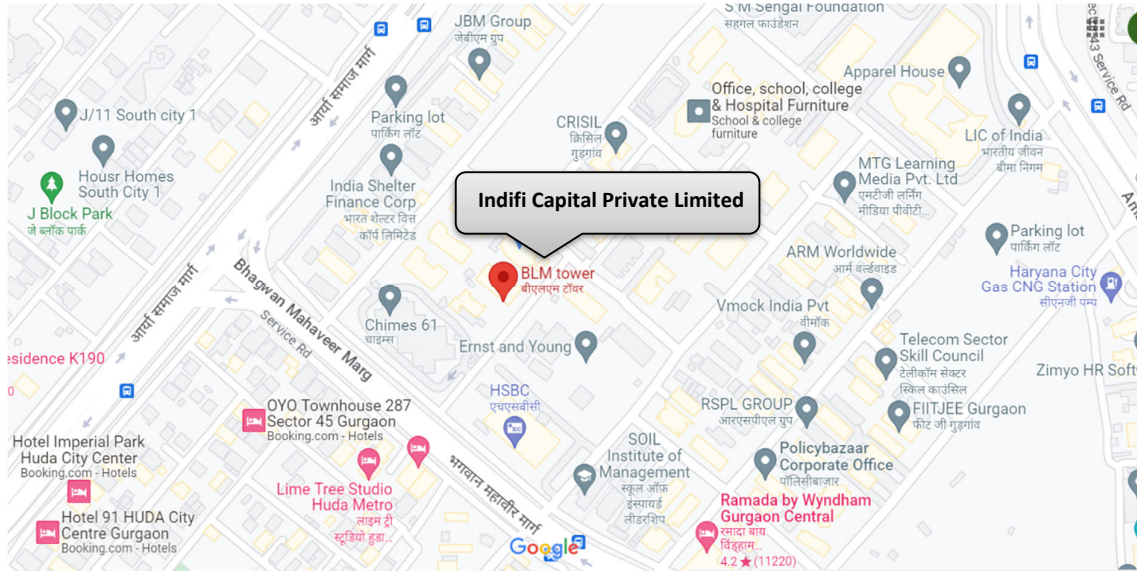 S M Sehgal Foundation
सहगल फाउंडेशन
JBM Group
जेबीएम ग्रुप
Apparel House
आर्या समाज मार्ग
J/11 South city 1
Parking lot
पार्किंग लॉट
CRISIL
क्रिसिल
गुड़गांव
Office, school, college
& Hospital Furniture
School & college
furniture
43 Service Rd
LIC of India
भारतीय जीवन
बीमा निगम
Housr Homes
South City 1
India Shelter
Finance Corp
भारत शेल्टर वित्त
कॉर्प लिमिटेड
MTG Learning
Media Pvt. Ltd
एमटीजी लर्निंग
मीडिया पीवीटी...
J Block Park
जे ब्लॉक पार्क
Indifi Capital Private Limited
Parking lot
पार्किंग लॉट
ARM Worldwide
आर्म वर्ल्डवाइड
BLM tower
बीएलएम टॉवर
Haryana City
Gas CNG Station
सीएनजी पम्प
आर्या समाज मार्ग
Bhagwan Mahaveer Marg
Service Rd
Chimes 61
चाइम्स
Vmock India Pvt
वीमॉक
Ernst and Young
Telecom Sector
Skill Council
टेलीकॉम सेक्टर
स्किल काउंसिल
esidence K190
0
Zimyo HR Soft
HSBC
एचएसबीसी
OYO Townhouse 287
Sector 45 Gurgaon
Booking.com - Hotels
RSPL GROUP
आरएसपीएल ग्रुप
FIITJEE Gurgaon
फीट जी गुड़गांव
Hotel Imperial Park
Huda City Center
Booking.com - Hotels
SOIL
Institute of
Management
स्कूल ऑफ़
इंस्पायर्ड
लीडरशिप
Policybazaar
Corporate Office
पॉलिसीबाजार
भगवान महावीर मार्ग
Lime Tree Studio
Huda Metro
लाइम ट्री
स्टूडियो हुडा...
Ramada by Wyndham
Gurgaon Central
रमादा बाय
विंडहाम...
4.2 ★ (11220)
Hotel 91 HUDA City
Centre Gurgaon
Booking.com - Hotels
Google